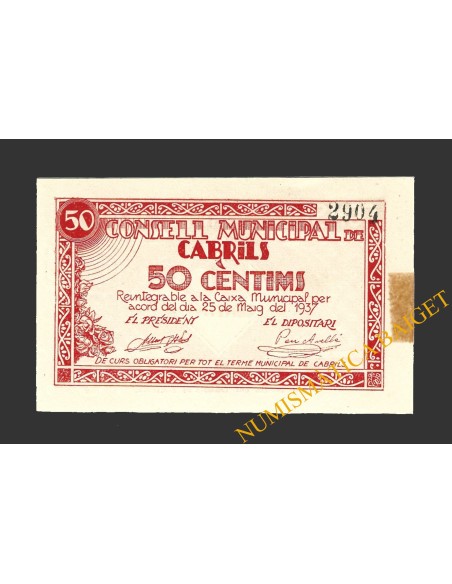 50
2904
CONSELL MUNICIPAL DE
CABRiLS
50 CENTIMS
Reintegrable a la Caixa Municipal per
acord del dia 25 de Maig del 1937
EL PRESIDENT EL DIPOSITARI
DE CURS OBLIGATORI PER TOT EL TERME MUNICIPAL DE CABRILS
NUMISMATICA BAIGET